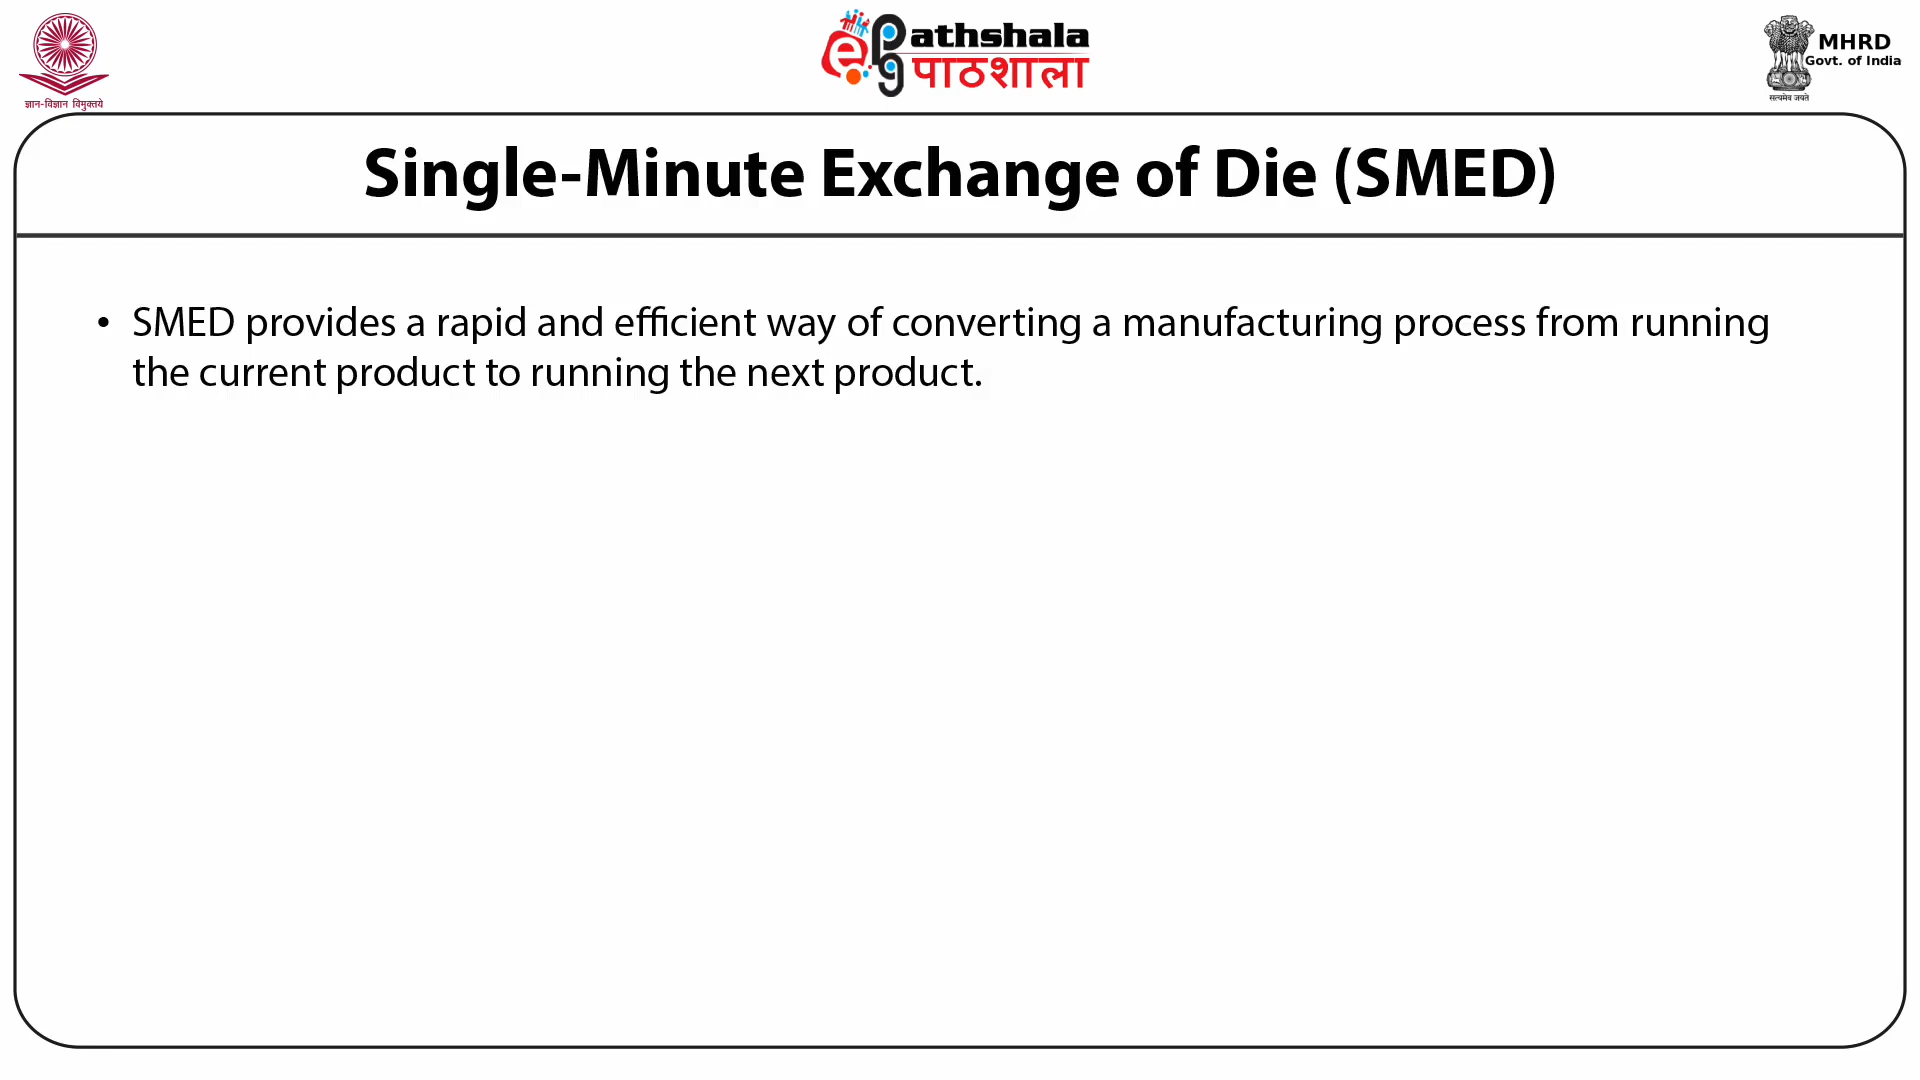 ज्ञान-विज्ञान विमुक्तये
e PG Pathshala
पाठशाला
MHRD
Govt. of India
सत्यमेव जयते
Single-Minute Exchange of Die (SMED)
• SMED provides a rapid and efficient way of converting a manufacturing process from running
the current product to running the next product.